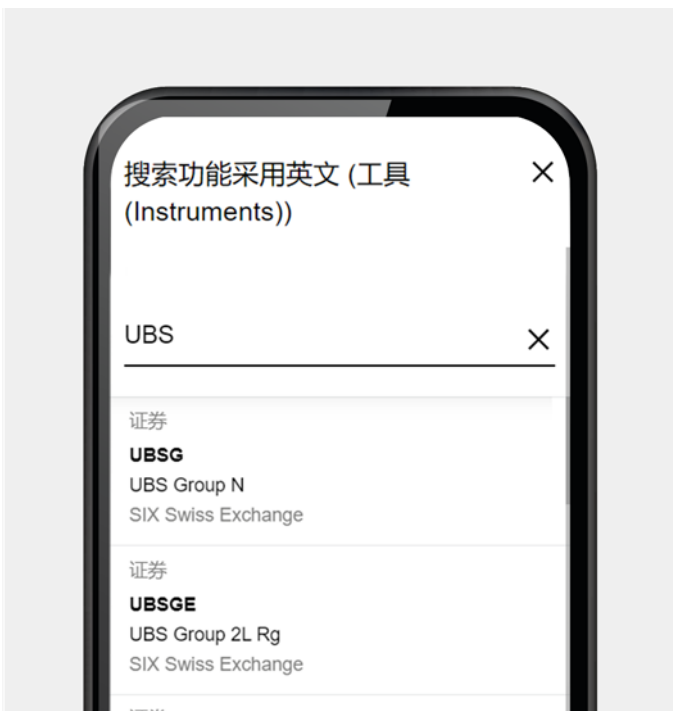 搜索功能采用英文 (工具
(Instruments))
UBS
证券
UBSG
UBS Group N
SIX Swiss Exchange
证券
UBSGE
UBS Group 2L Rg
SIX Swiss Exchange